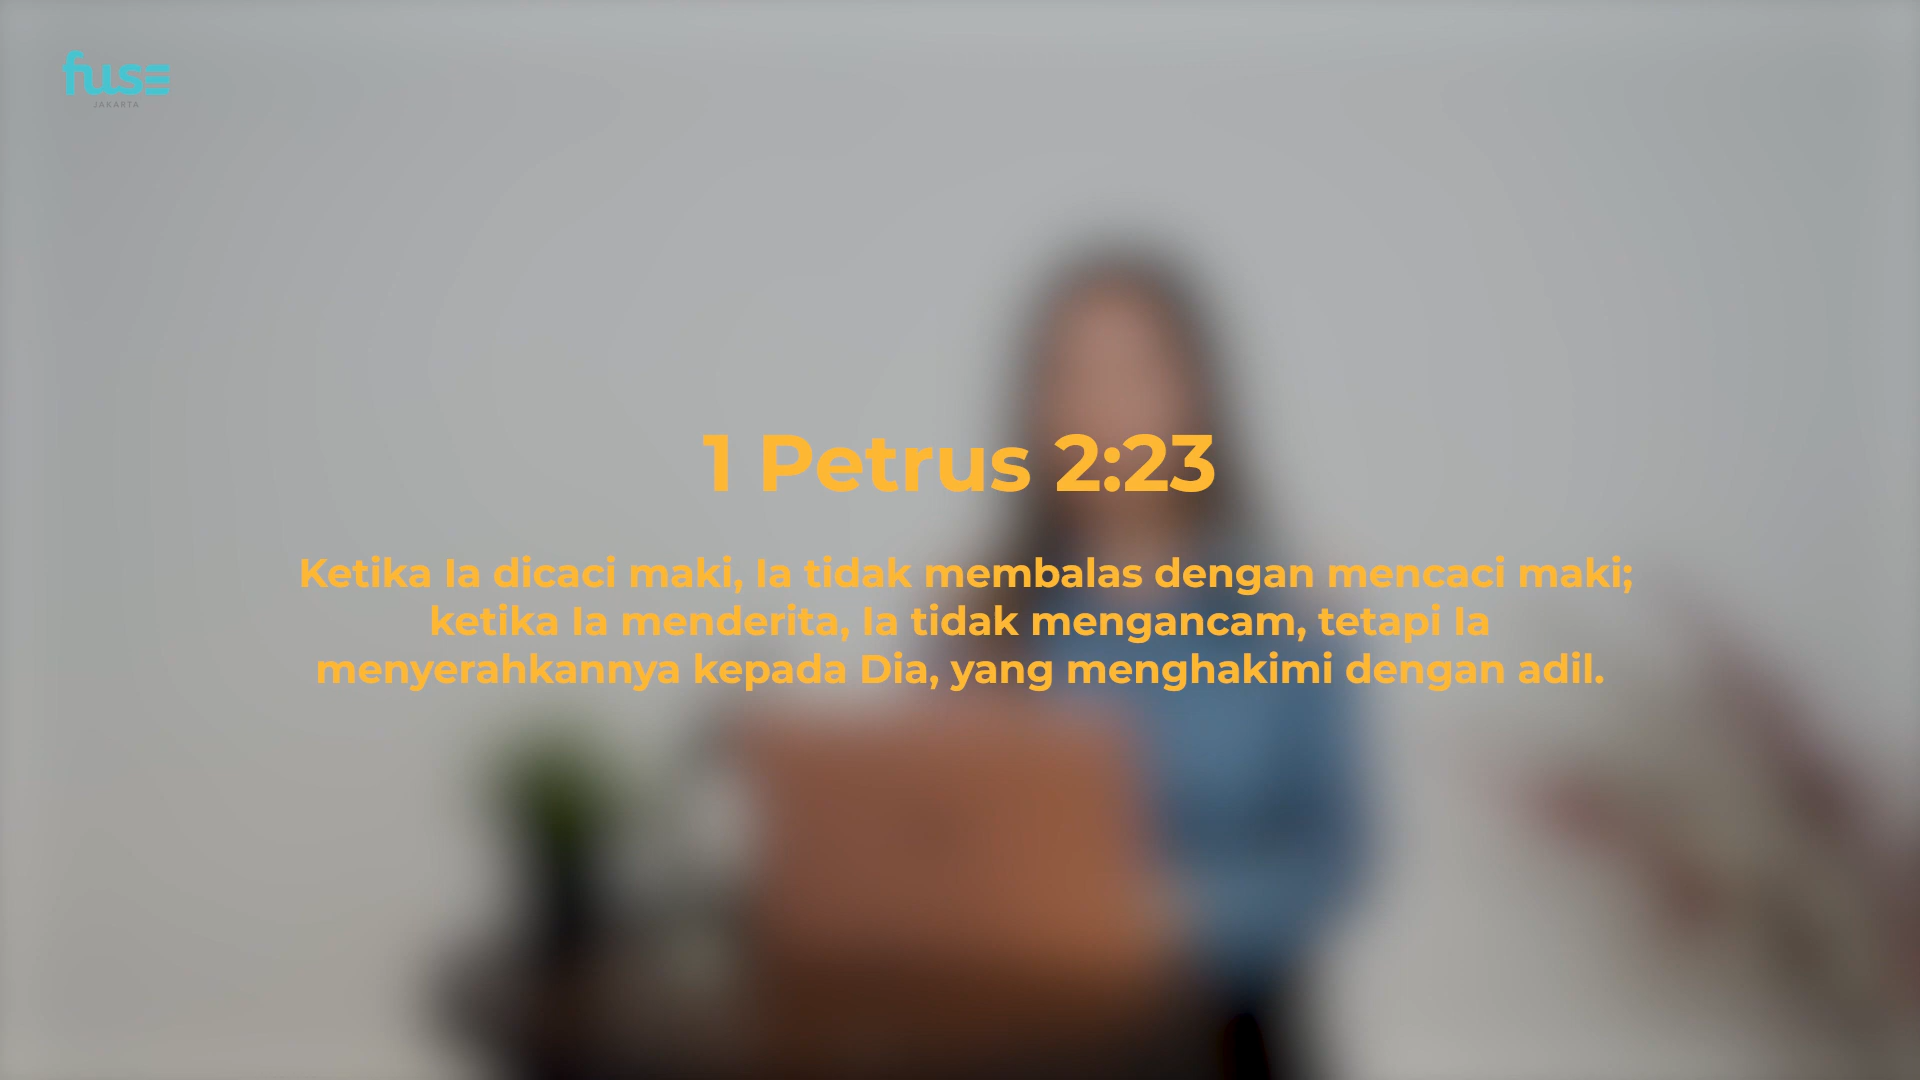 fuse
JAKARTA
1 Petrus 2:23
Ketika Ia dicaci maki, Ia tidak membalas dengan mencaci maki;
ketika Ia menderita, Ia tidak mengancam, tetapi Ia
menyerahkannya kepada Dia, yang menghakimi dengan adil.